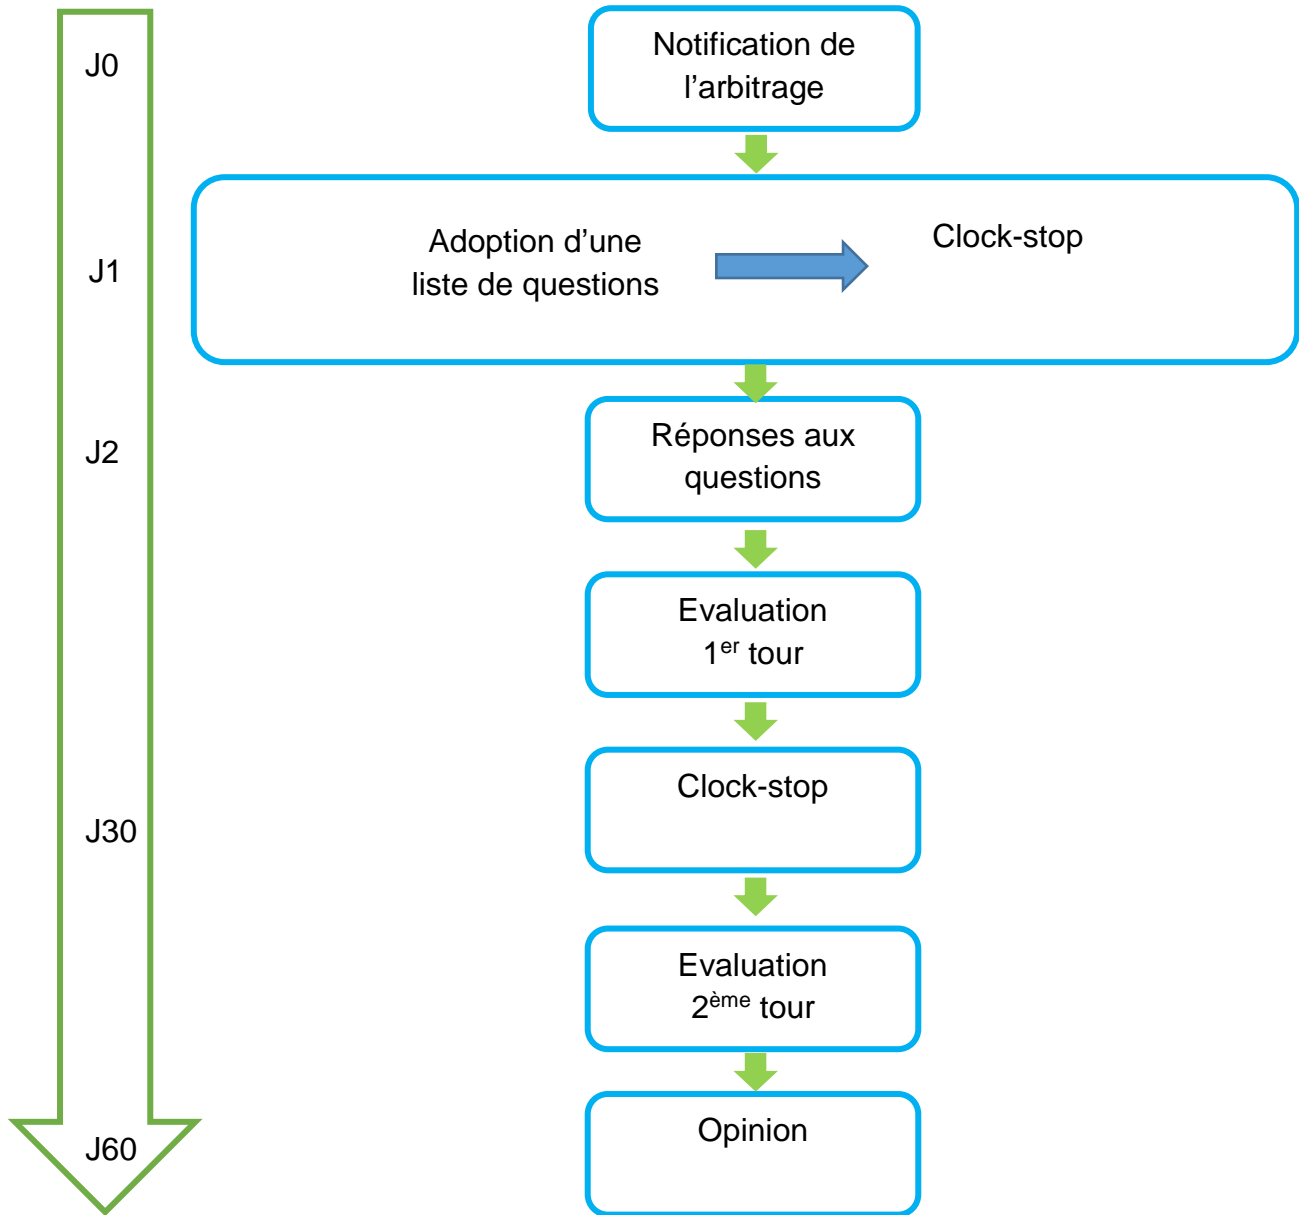 J0
Notification de
l’arbitrage
J1
Adoption d’une
liste de questions
Clock-stop
J2
Réponses aux
questions
Evaluation
1er tour
Clock-stop
J30
Evaluation
2ème tour
Opinion
J60